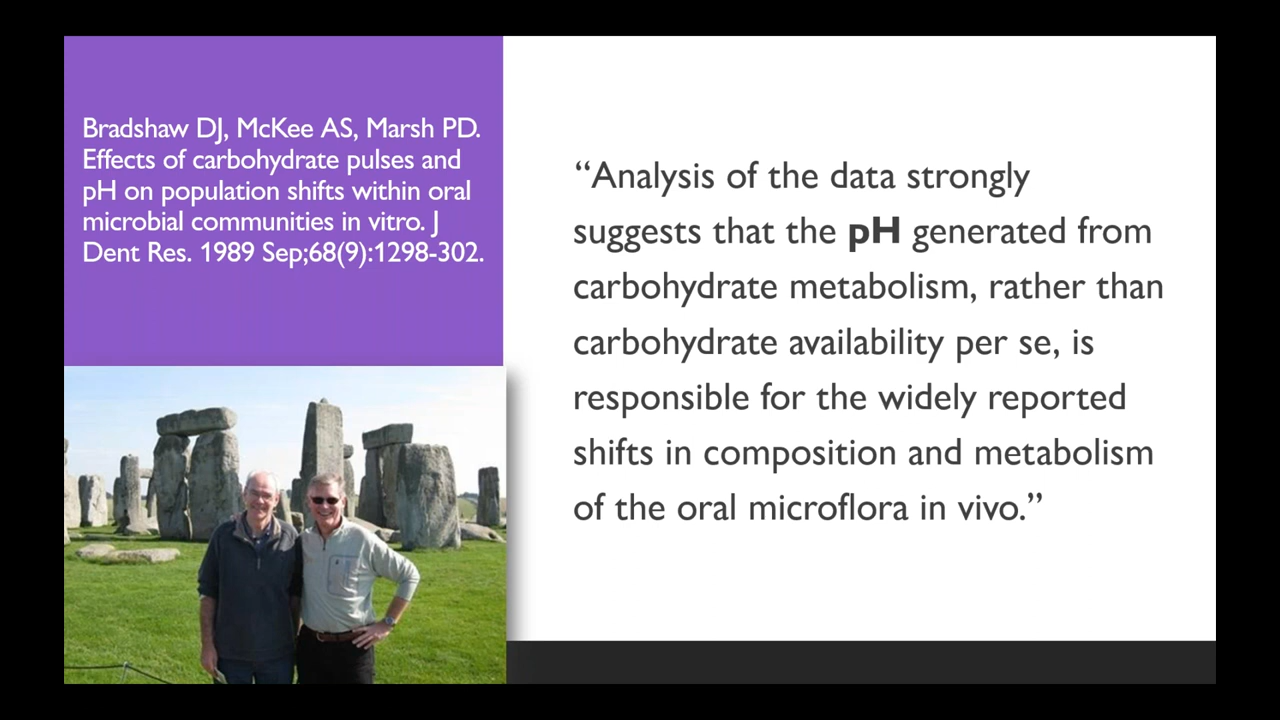 Bradshaw DJ, McKee AS, Marsh PD.
Effects of carbohydrate pulses and
pH on population shifts within oral
microbial communities in vitro. J
Dent Res. 1989 Sep;68(9):1298-302.
“Analysis of the data strongly
suggests that the pH generated from
carbohydrate metabolism, rather than
carbohydrate availability per se, is
responsible for the widely reported
shifts in composition and metabolism
of the oral microflora in vivo.”